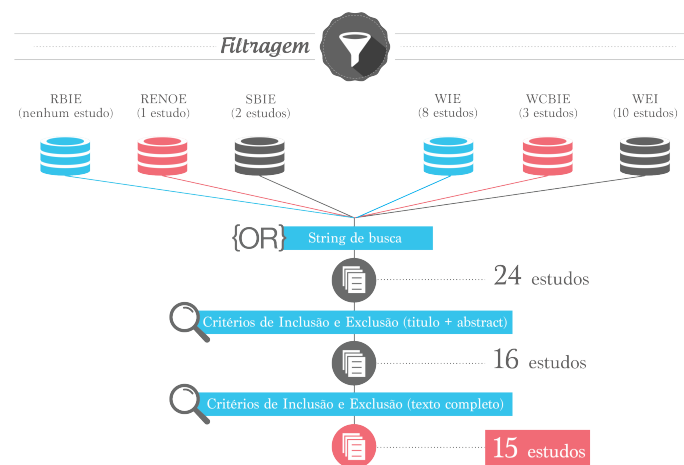 Filtragem
RBIE
(nenhum estudo)
RENOE
(1 estudo)
SBIE
(2 estudos)
WIE
(8 estudos)
WCBIE
(3 estudos)
WEI
(10 estudos)
{OR}
String de busca
24 estudos
Critérios de Inclusão e Exclusão (titulo + abstract)
16 estudos
Critérios de Inclusão e Exclusão (texto completo)
15 estudos